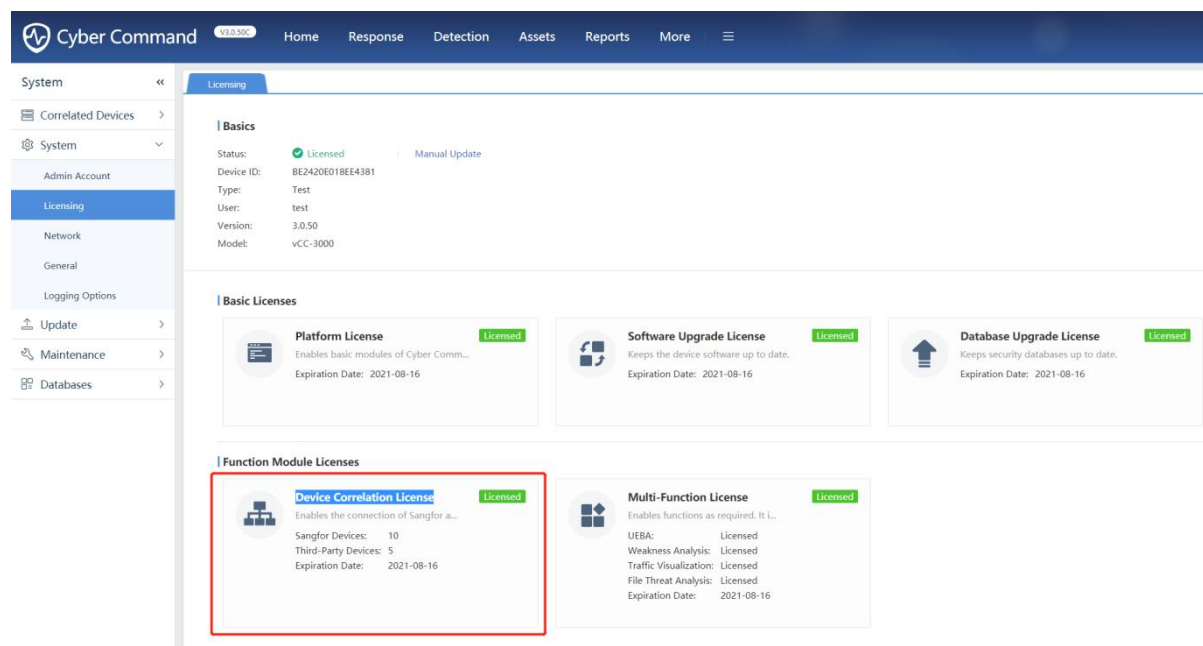 Cyber Command V3.0.50C Home Response Detection Assets Reports More
System «
Licensing
Correlated Devices
System
Admin Account
Licensing
Network
General
Logging Options
Update
Maintenance
Databases
Basics
Status: Licensed Manual Update
Device ID: BE2420E018EE4381
Type: Test
User: test
Version: 3.0.50
Model: vCC-3000
Basic Licenses
Platform License Licensed
Enables basic modules of Cyber Comm...
Expiration Date: 2021-08-16
Software Upgrade License Licensed
Keeps the device software up to date.
Expiration Date: 2021-08-16
Database Upgrade License Licensed
Keeps security databases up to date.
Expiration Date: 2021-08-16
Function Module Licenses
Device Correlation License Licensed
Enables the connection of Sangfor a...
Sangfor Devices: 10
Third-Party Devices: 5
Expiration Date: 2021-08-16
Multi-Function License Licensed
Enables functions as required. It i...
UEBA: Licensed
Weakness Analysis: Licensed
Traffic Visualization: Licensed
File Threat Analysis: Licensed
Expiration Date: 2021-08-16